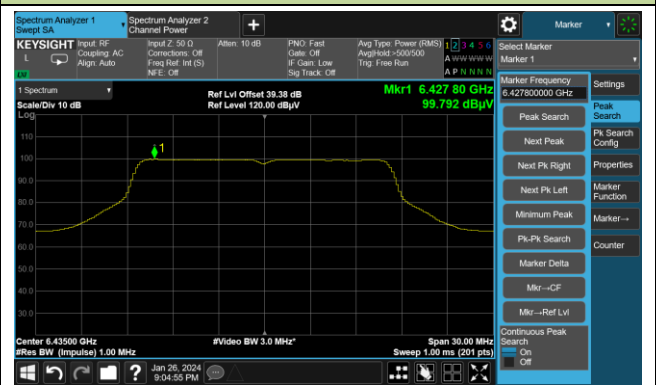 Spectrum Analyzer 1
Swept SA
Spectrum Analyzer 2
Channel Power
+
Marker
KEYSIGHT
L
LNI
Input: RF
Coupling: AC
Align: Auto
Input Z: 50 Ω
Corrections: Off
Freq Ref: Int (S)
NFE: Off
Atten: 10 dB
PNO: Fast
Gate: Off
IF Gain: Low
Sig Track: Off
Avg Type: Power (RMS)
Avg|Hold:>500/500
Trig: Free Run
1 2 3 4 5 6
A W W W W W
A P N N N N
Select Marker
Marker 1
1 Spectrum
Scale/Div 10 dB
Log
Ref Lvl Offset 39.38 dB
Ref Level 120.00 dBµV
Mkr1 6.427 80 GHz
99.792 dBµV
1
110
100
90.0
80.0
70.0
60.0
50.0
40.0
30.0
Center 6.43500 GHz
#Res BW (Impulse) 1.00 MHz
#Video BW 3.0 MHz*
Span 30.00 MHz
Sweep 1.00 ms (201 pts)
Marker Frequency
6.427800000 GHz
Peak Search
Next Peak
Next Pk Right
Next Pk Left
Minimum Peak
Pk-Pk Search
Marker Delta
Mkr→CF
Mkr→Ref Lvl
Continuous Peak
Search
On
Off
Settings
Peak
Search
Pk Search
Config
Properties
Marker
Function
Marker→
Counter
?
Jan 26, 2024
9:04:55 PM